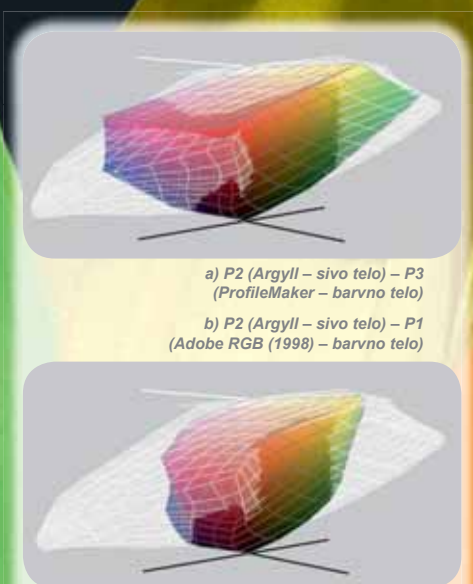 a) P2 (Argyll – sivo telo) – P3
(ProfileMaker – barvno telo)
b) P2 (Argyll – sivo telo) – P1
(Adobe RGB (1998) – barvno telo)